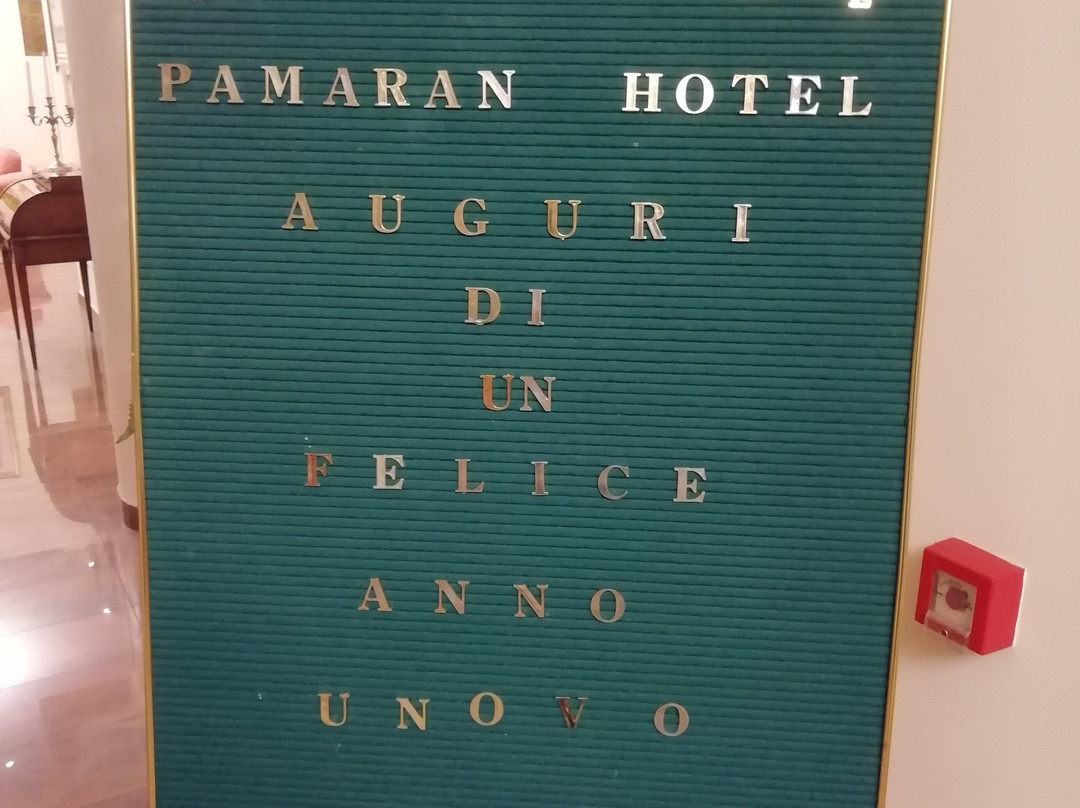 PAMARAN HOTEL
AUGURI
DI
UN
FELICE
ANNO
UNOVO